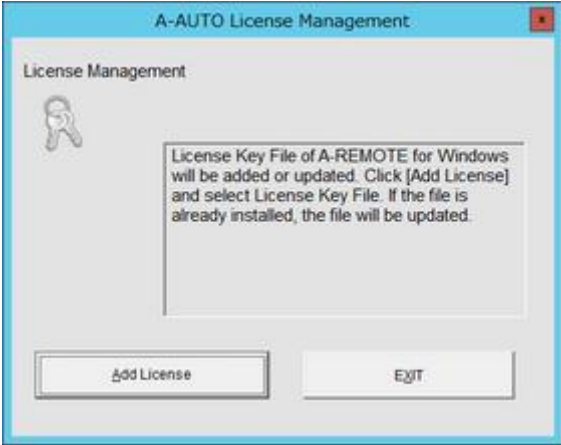 A-AUTO License Management
License Management
License Key File of A-REMOTE for Windows
will be added or updated. Click [Add License]
and select License Key File. If the file is
already installed, the file will be updated.
Add License
EXIT